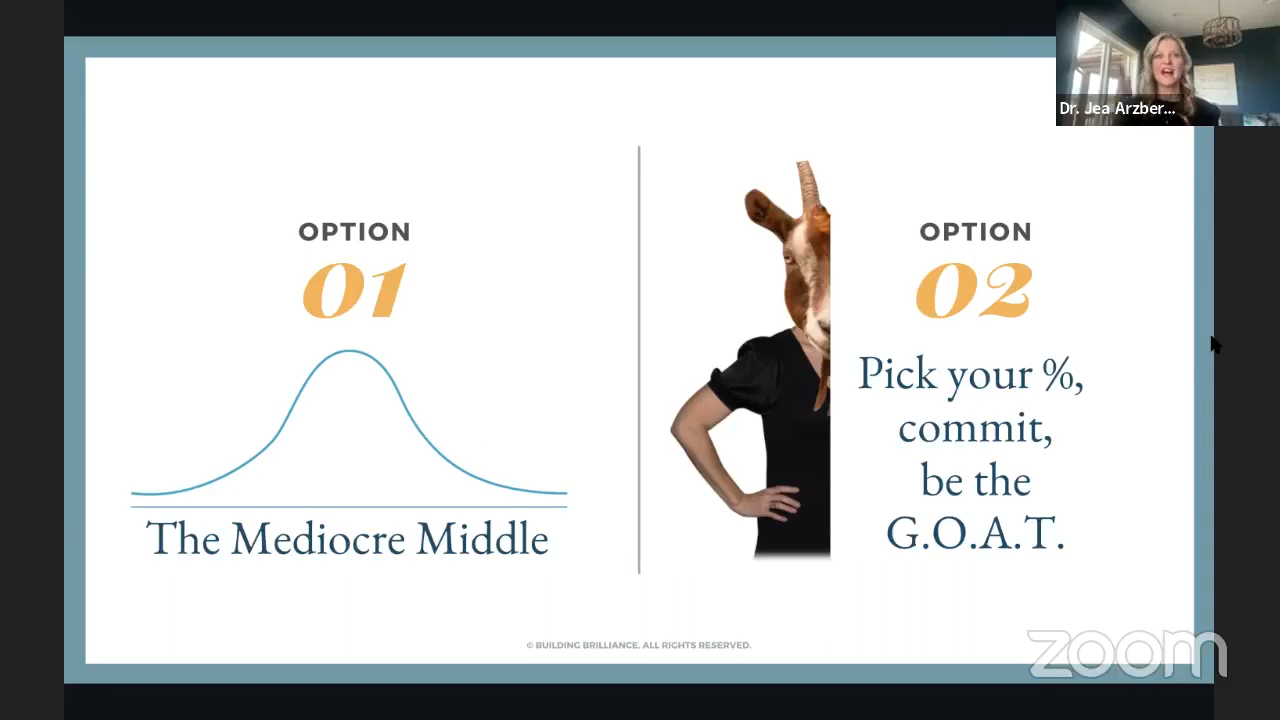 Dr. Jea Arzber...
OPTION
01
The Mediocre Middle
OPTION
02
Pick your %,
commit,
be the
G.O.A.T.
© BUILDING BRILLIANCE. ALL RIGHTS RESERVED.
zoom